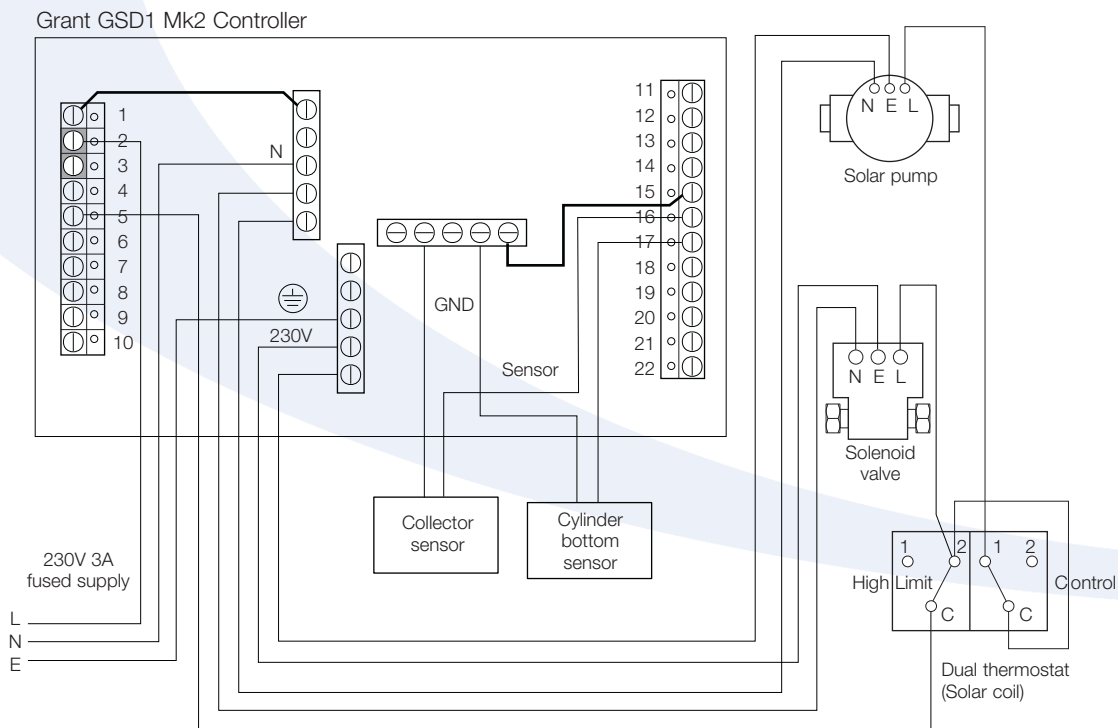 Grant GSD1 Mk2 Controller
1
2
3
4
5
6
7
8
9
10
N
230V
GND
Sensor
11
12
13
14
15
16
17
18
19
20
21
22
N E L
Solar pump
N E L
Solenoid
valve
Collector
sensor
Cylinder
bottom
sensor
230V 3A
fused supply
L
N
E
1 2 1 2
High Limit Control
C C
Dual thermostat
(Solar coil)